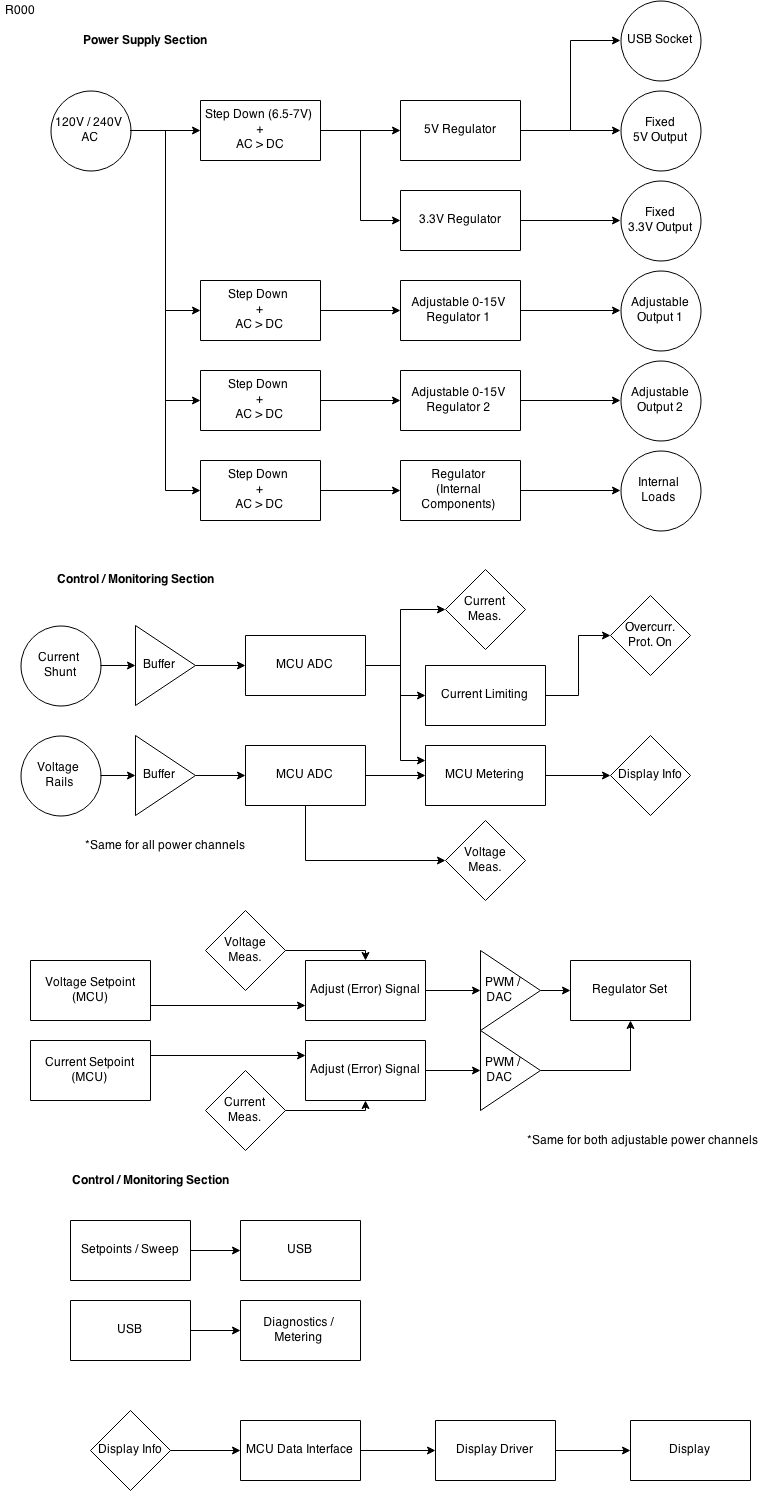 R000
Power Supply Section
USB Socket
120V / 240V
AC
Step Down (6.5-7V)
+
AC > DC
5V Regulator
Fixed
5V Output
3.3V Regulator
Fixed
3.3V Output
Step Down
+
AC > DC
Adjustable 0-15V
Regulator 1
Adjustable
Output 1
Step Down
+
AC > DC
Adjustable 0-15V
Regulator 2
Adjustable
Output 2
Step Down
+
AC > DC
Regulator
(Internal
Components)
Internal
Loads
Control / Monitoring Section
Current
Meas.
Overcurr.
Prot. On
Current
Shunt
Buffer
MCU ADC
Current Limiting
Voltage
Rails
Buffer
MCU ADC
MCU Metering
Display Info
*Same for all power channels
Voltage
Meas.
Voltage
Meas.
Voltage Setpoint
(MCU)
Adjust (Error) Signal
PWM /
DAC
Regulator Set
Current Setpoint
(MCU)
Adjust (Error) Signal
PWM /
DAC
Current
Meas.
*Same for both adjustable power channels
Control / Monitoring Section
Setpoints / Sweep
USB
USB
Diagnostics /
Metering
Display Info
MCU Data Interface
Display Driver
Display